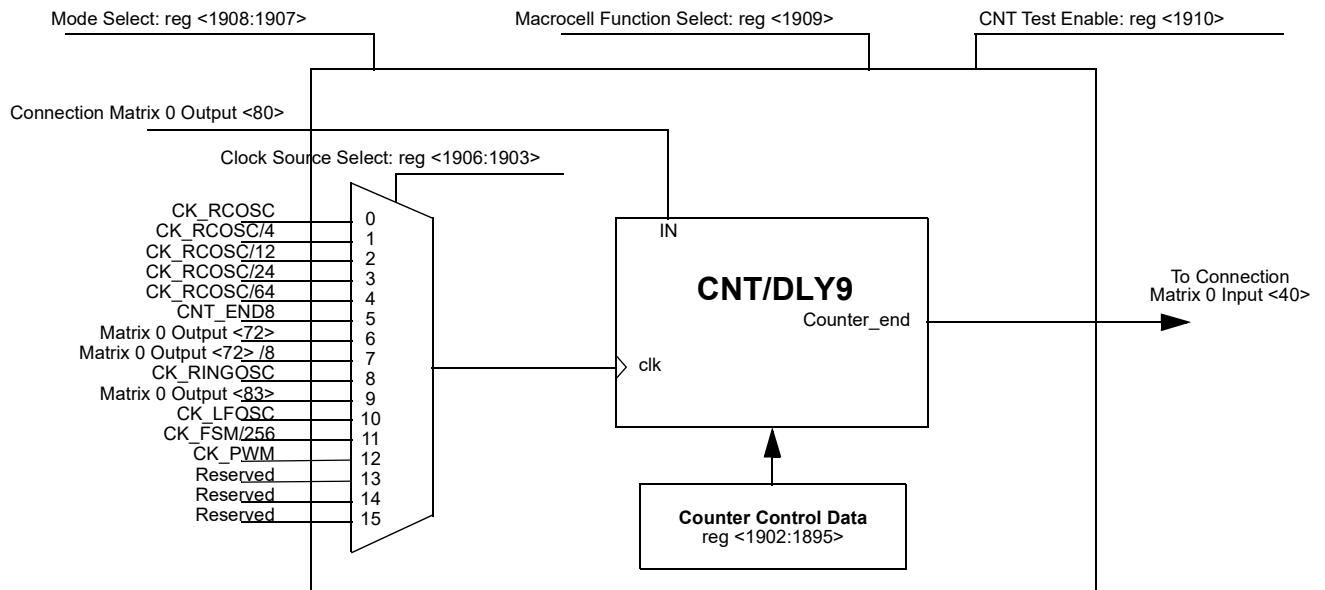 Mode Select: reg <1908:1907>
Macrocell Function Select: reg <1909>
CNT Test Enable: reg <1910>
Connection Matrix 0 Output <80>
Clock Source Select: reg <1906:1903>
CK_RCOSC
0
CK_RCOSC/4
1
CK_RCOSC/12
2
CK_RCOSC/24
3
CK_RCOSC/64
4
CNT_END8
5
Matrix 0 Output <72>
6
Matrix 0 Output <72> /8
7
CK_RINGOSC
8
Matrix 0 Output <83>
9
CK_LFOSC
10
CK_FSM/256
11
CK_PWM
12
Reserved
13
Reserved
14
Reserved
15
IN
CNT/DLY9
Counter_end
clk
To Connection
Matrix 0 Input <40>
Counter Control Data
reg <1902:1895>